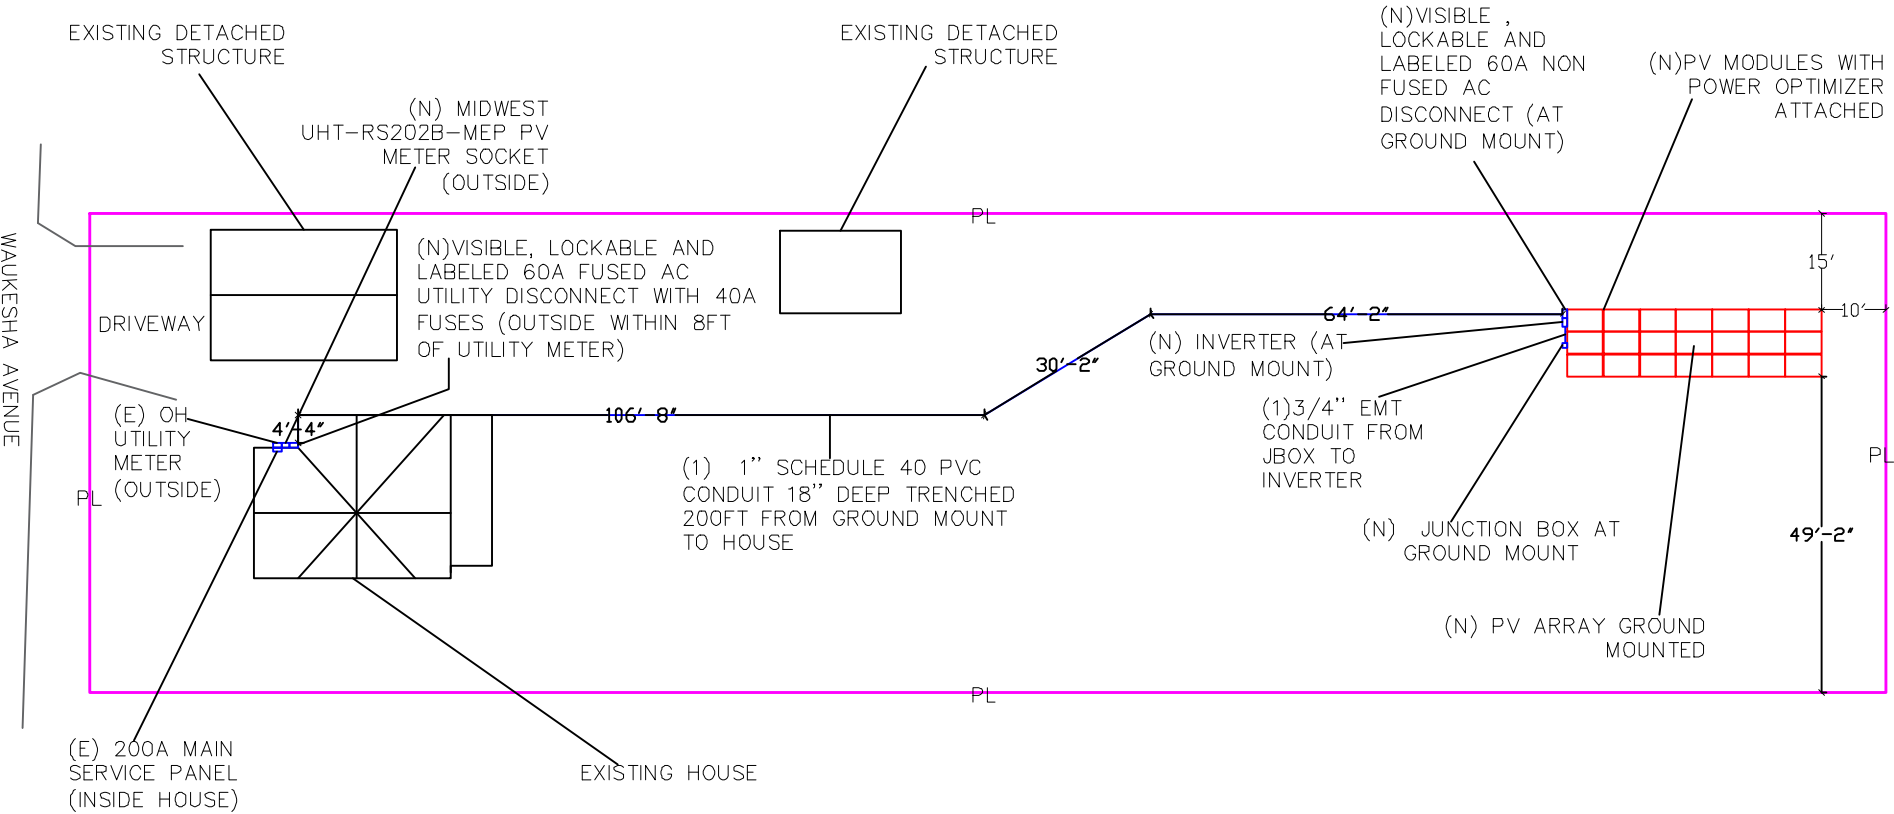 EXISTING DETACHED
STRUCTURE
EXISTING DETACHED
STRUCTURE
(N)VISIBLE ,
LOCKABLE AND
LABELED 60A NON
FUSED AC
DISCONNECT (AT
GROUND MOUNT)
(N)PV MODULES WITH
POWER OPTIMIZER
ATTACHED
(N) MIDWEST
UHT-RS202B-MEP PV
METER SOCKET
(OUTSIDE)
PL
WAUKESHA AVENUE
(N)VISIBLE, LOCKABLE AND
LABELED 60A FUSED AC
UTILITY DISCONNECT WITH 40A
FUSES (OUTSIDE WITHIN 8FT
OF UTILITY METER)
DRIVEWAY
15'
10'
64'-2"
(N) INVERTER (AT
GROUND MOUNT)
30'-2"
106'-8"
4'-4"
(E) OH
UTILITY
METER
(OUTSIDE)
PL
(1)3/4'' EMT
CONDUIT FROM
JBOX TO
INVERTER
PL
(1) 1'' SCHEDULE 40 PVC
CONDUIT 18'' DEEP TRENCHED
200FT FROM GROUND MOUNT
TO HOUSE
(N) JUNCTION BOX AT
GROUND MOUNT
49'-2"
(N) PV ARRAY GROUND
MOUNTED
PL
(E) 200A MAIN
SERVICE PANEL
(INSIDE HOUSE)
EXISTING HOUSE